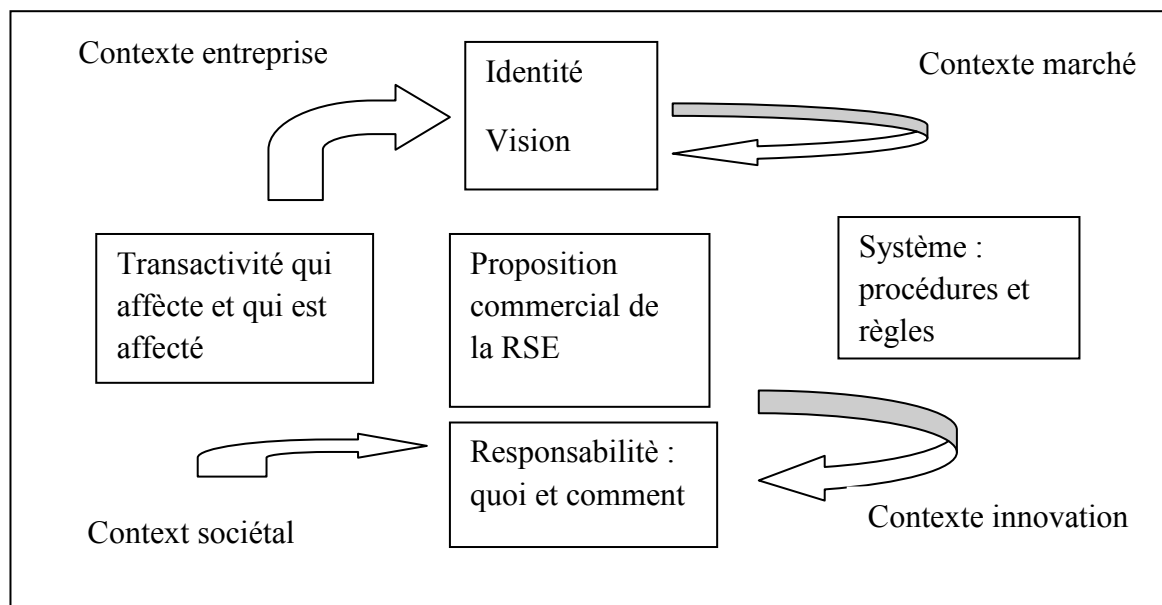 Contexte entreprise
Identité
Vision
Contexte marché
Transactivité qui
affècte et qui est
affecté
Proposition
commercial de
la RSE
Système :
procédures et
règles
Responsabilitè :
quoi et comment
Context sociétal
Contexte innovation